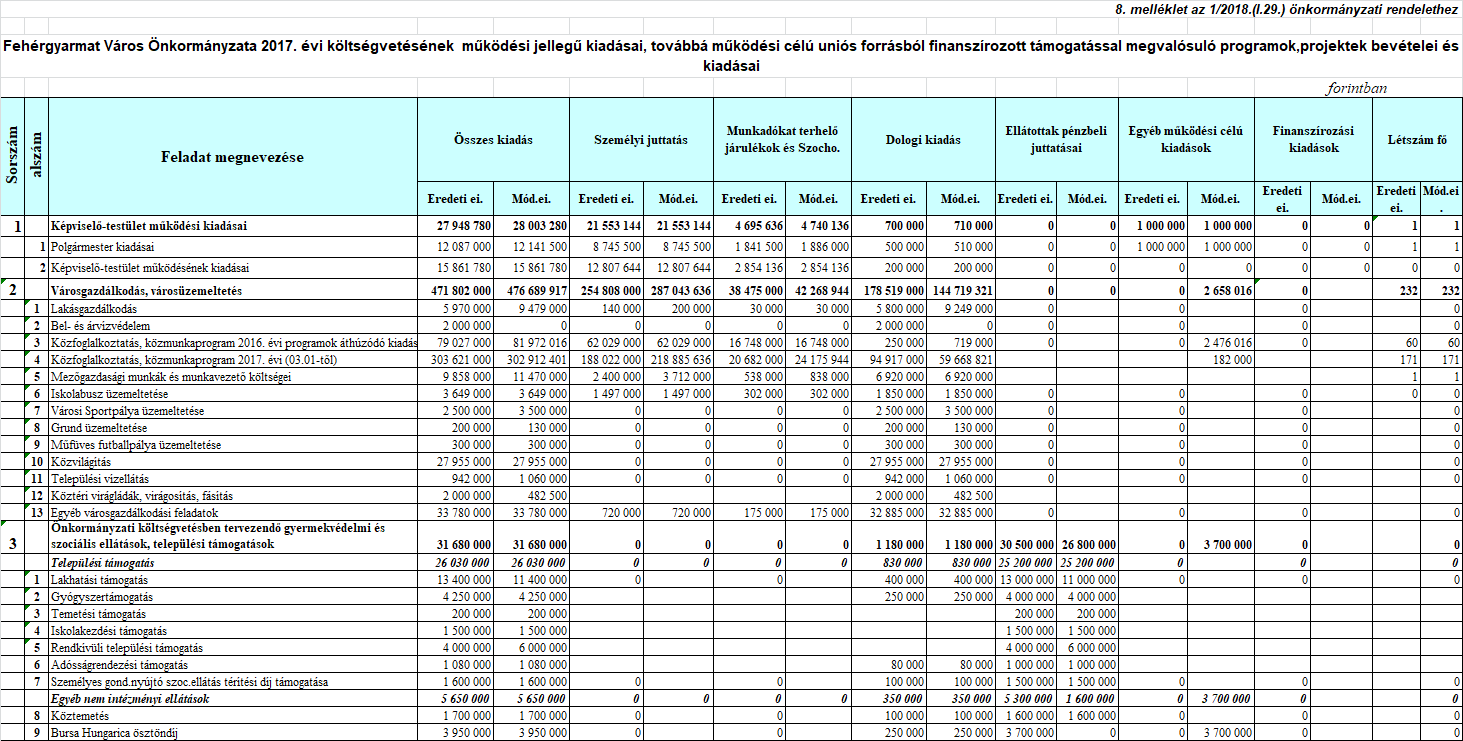 8. melléklet az 1/2018.(I.29.) önkormányzati rendelethez
Fehérgyarmat Város Önkormányzata 2017. évi költségvetésének működési jellegű kiadásai, továbbá működési célú uniós forrásból finanszírozott támogatással megvalósuló programok,projektek bevételei és
kiadásai
forintban
Sorszám alszám Feladat megnevezése Összes kiadás Személyi juttatás Munkadókat terhelő járulékok és Szocho. Dologi kiadás Ellátottak pénzbeli juttatásai Egyéb működési célú kiadások Finanszírozási kiadások Létszám fő
Eredeti ei. Mód.ei. Eredeti ei. Mód.ei. Eredeti ei. Mód.ei. Eredeti ei. Mód.ei. Eredeti ei. Mód.ei. Eredeti ei. Mód.ei. Eredeti ei. Mód.ei. Eredeti ei. Mód.ei.
1 Képviselő-testület működési kiadásai 27 948 780 28 003 280 21 553 144 21 553 144 4 695 636 4 740 136 700 000 710 000 0 0 1 000 000 1 000 000 0 0 1 1
1 Polgármester kiadásai 12 087 000 12 141 500 8 745 500 8 745 500 1 841 500 1 886 000 500 000 510 000 0 0 1 000 000 1 000 000 0 0 1 1
2 Képviselő-testület működésének kiadásai 15 861 780 15 861 780 12 807 644 12 807 644 2 854 136 2 854 136 200 000 200 000 0 0 0 0 0 0 0 0
2 Városgazdálkodás, városüzemeltetés 471 802 000 476 689 917 254 808 000 287 043 636 38 475 000 42 268 944 178 519 000 144 719 321 0 0 0 2 658 016 0 232 232
1 Lakásgazdálkodás 5 970 000 9 479 000 140 000 200 000 30 000 30 000 5 800 000 9 249 000 0 0 0 0
2 Bel- és árvízvédelem 2 000 000 0 0 0 0 0 2 000 000 0 0 0 0 0
3 Közfoglalkoztatás, közmunkaprogram 2016. évi programok áthúzódó kiadás 79 027 000 81 972 016 62 029 000 62 029 000 16 748 000 16 748 000 250 000 719 000 0 0 2 476 016 0 60 60
4 Közfoglalkoztatás, közmunkaprogram 2017. évi (03.01-től) 303 621 000 302 912 401 188 022 000 218 885 636 20 682 000 24 175 944 94 917 000 59 668 821 182 000 171 171
5 Mezőgazdasági munkák és munkavezető költségei 9 858 000 11 470 000 2 400 000 3 712 000 538 000 838 000 6 920 000 6 920 000 1 1
6 Iskolabusz üzemeltetése 3 649 000 3 649 000 1 497 000 1 497 000 302 000 302 000 1 850 000 1 850 000 0 0 0 0 0
7 Városi Sportpálya üzemeltetése 2 500 000 3 500 000 0 0 0 0 2 500 000 3 500 000 0 0 0 0
8 Grund üzemeltetése 200 000 130 000 0 0 0 0 200 000 130 000 0 0 0 0
9 Műfüves futballpálya üzemeltetése 300 000 300 000 0 0 0 0 300 000 300 000 0 0 0 0
10 Közvilágítás 27 955 000 27 955 000 0 0 0 0 27 955 000 27 955 000 0 0 0 0
11 Települési vízellátás 942 000 1 060 000 0 0 0 0 942 000 1 060 000 0 0 0 0
12 Köztéri virágládák, virágosítás, fásítás 2 000 000 482 500 2 000 000 482 500
13 Egyéb városgazdálkodási feladatok 33 780 000 33 780 000 720 000 720 000 175 000 175 000 32 885 000 32 885 000 0 0 0 0
Önkormányzati költségvetésben tervezendő gyermekvédelmi és
3 szociális ellátások, települési támogatások 31 680 000 31 680 000 0 0 0 0 1 180 000 1 180 000 30 500 000 26 800 000 0 3 700 000 0 0
Települési támogatás 26 030 000 26 030 000 0 0 0 0 830 000 830 000 25 200 000 25 200 000 0 0 0
1 Lakhatási támogatás 13 400 000 11 400 000 0 0 400 000 400 000 13 000 000 11 000 000 0 0 0
2 Gyógyszertámogatás 4 250 000 4 250 000 250 000 250 000 4 000 000 4 000 000
3 Temetési támogatás 200 000 200 000 200 000 200 000
4 Iskolakezdési támogatás 1 500 000 1 500 000 1 500 000 1 500 000
5 Rendkívüli települési támogatás 4 000 000 6 000 000 4 000 000 6 000 000
6 Adósságrendezési támogatás 1 080 000 1 080 000 80 000 80 000 1 000 000 1 000 000
7 Személyes gond.nyújtó szoc.ellátás térítési díj támogatása 1 600 000 1 600 000 0 0 100 000 100 000 1 500 000 1 500 000 0 0 0
Egyéb nem intézményi ellátások 5 650 000 5 650 000 0 0 0 0 350 000 350 000 5 300 000 1 600 000 0 3 700 000 0 0
8 Köztemetés 1 700 000 1 700 000 0 0 100 000 100 000 1 600 000 1 600 000 0 0 0
9 Bursa Hungarica ösztöndíj 3 950 000 3 950 000 0 0 250 000 250 000 3 700 000 0 0 3 700 000 0 0